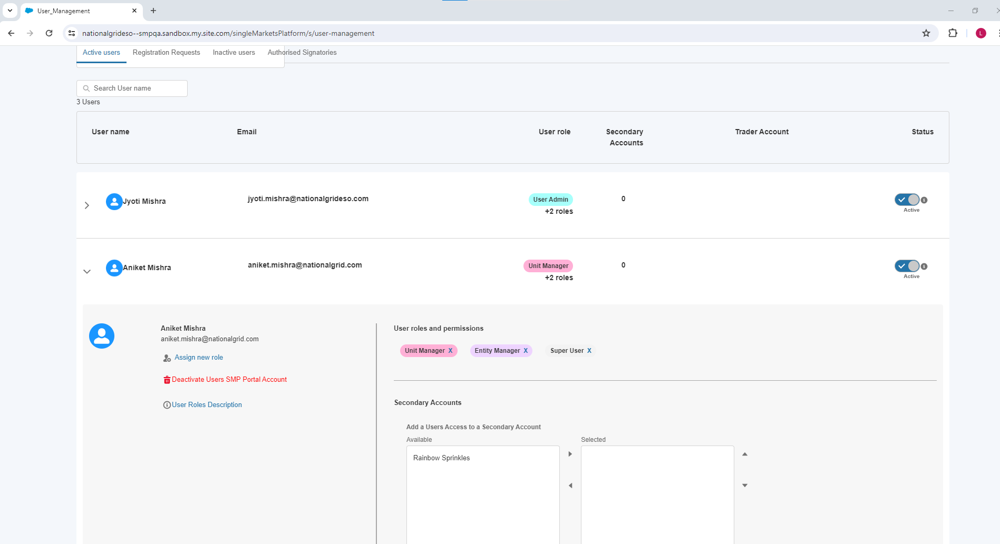 User_Management
nationalgrideso--smpqa.sandbox.my.site.com/singleMarketsPlatform/s/user-management
L
Active users
Registration Requests
Inactive users
Authorised Signatories
Search User name
3 Users
User name
Email
User role
Secondary
Accounts
Trader Account
Status
Jyoti Mishra
jyoti.mishra@nationalgrideso.com
User Admin
+2 roles
0
Active
Aniket Mishra
aniket.mishra@nationalgrid.com
Unit Manager
+2 roles
0
Active
Aniket Mishra
aniket.mishra@nationalgrid.com
Assign new role
Deactivate Users SMP Portal Account
User Roles Description
User roles and permissions
Unit Manager X
Entity Manager X
Super User X
Secondary Accounts
Add a Users Access to a Secondary Account
Available
Selected
Rainbow Sprinkles